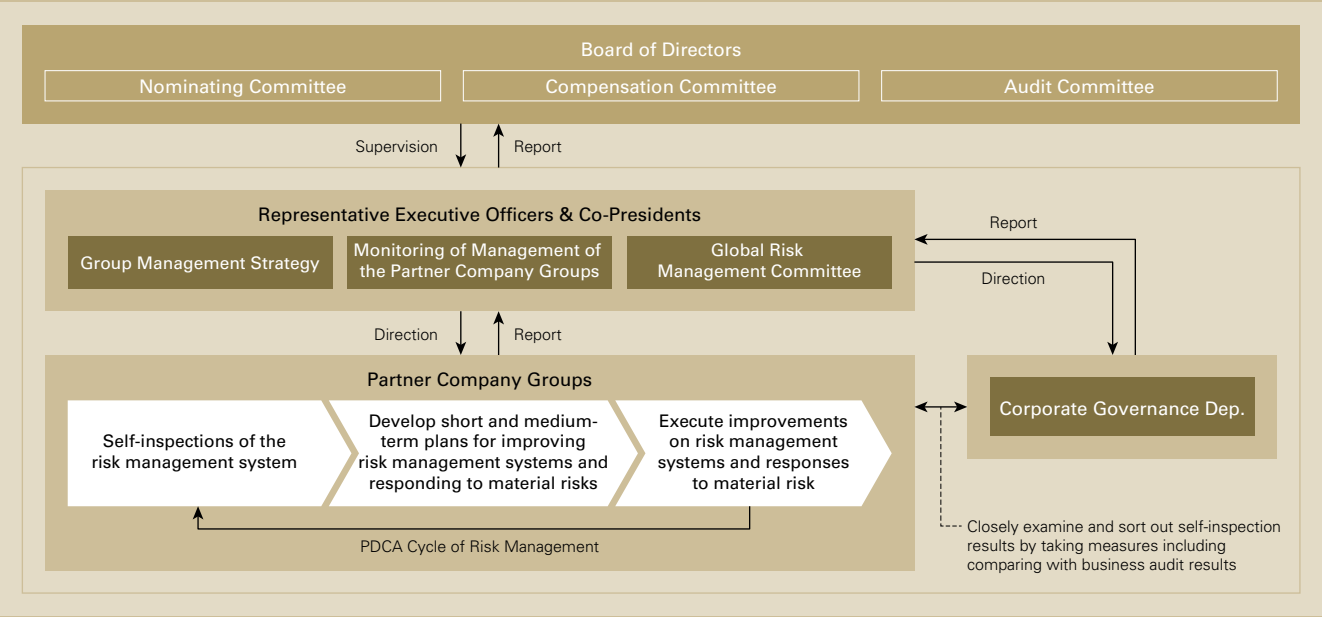 Board of Directors
Nominating Committee
Compensation Committee
Audit Committee
Supervision
Report
Representative Executive Officers & Co-Presidents
Group Management Strategy
Monitoring of Management of
the Partner Company Groups
Global Risk
Management Committee
Report
Direction
Direction
Report
Partner Company Groups
Self-inspections of the
risk management system
Develop short and medium-
term plans for improving
risk management systems and
responding to material risks
Execute improvements
on risk management
systems and responses
to material risk
PDCA Cycle of Risk Management
Corporate Governance Dep.
Closely examine and sort out self-inspection
results by taking measures including
comparing with business audit results